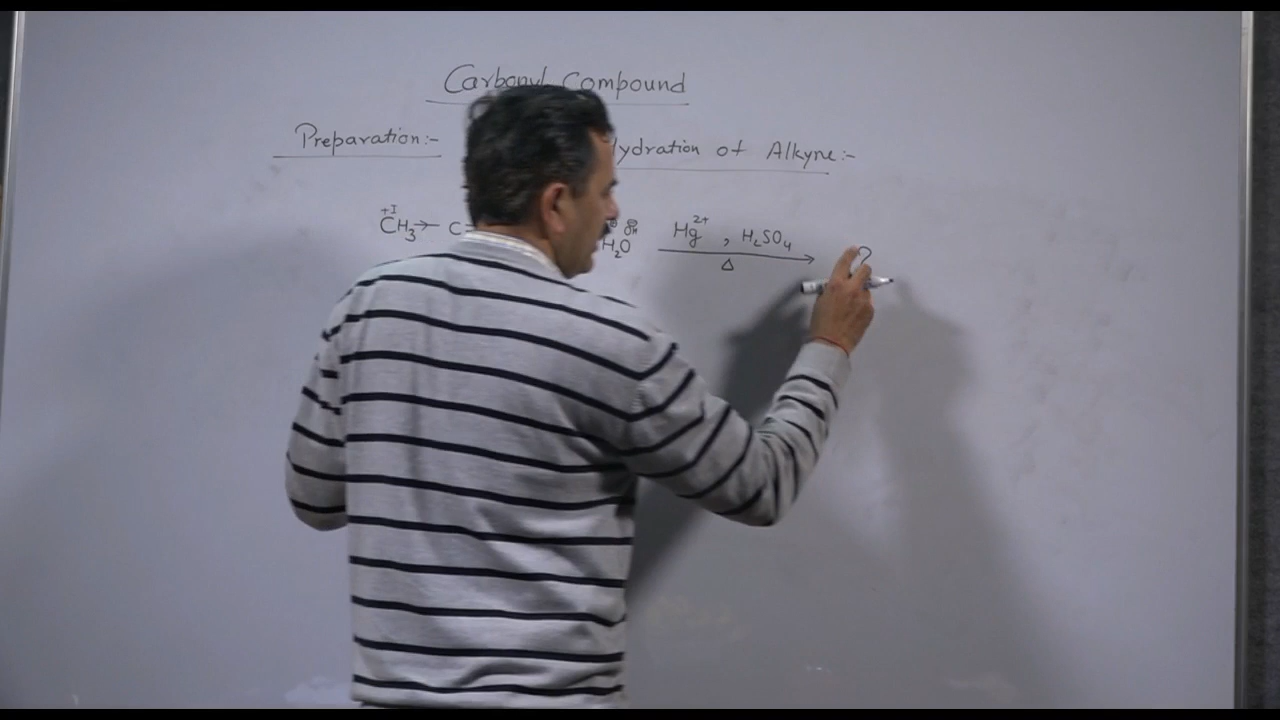 Carbonyl Compound
Preparation:- Hydration of Alkyne:-
+I
CH₃→ C H⊕ ⊖OH
H₂O Hg²⁺ , H₂SO₄
Δ
?